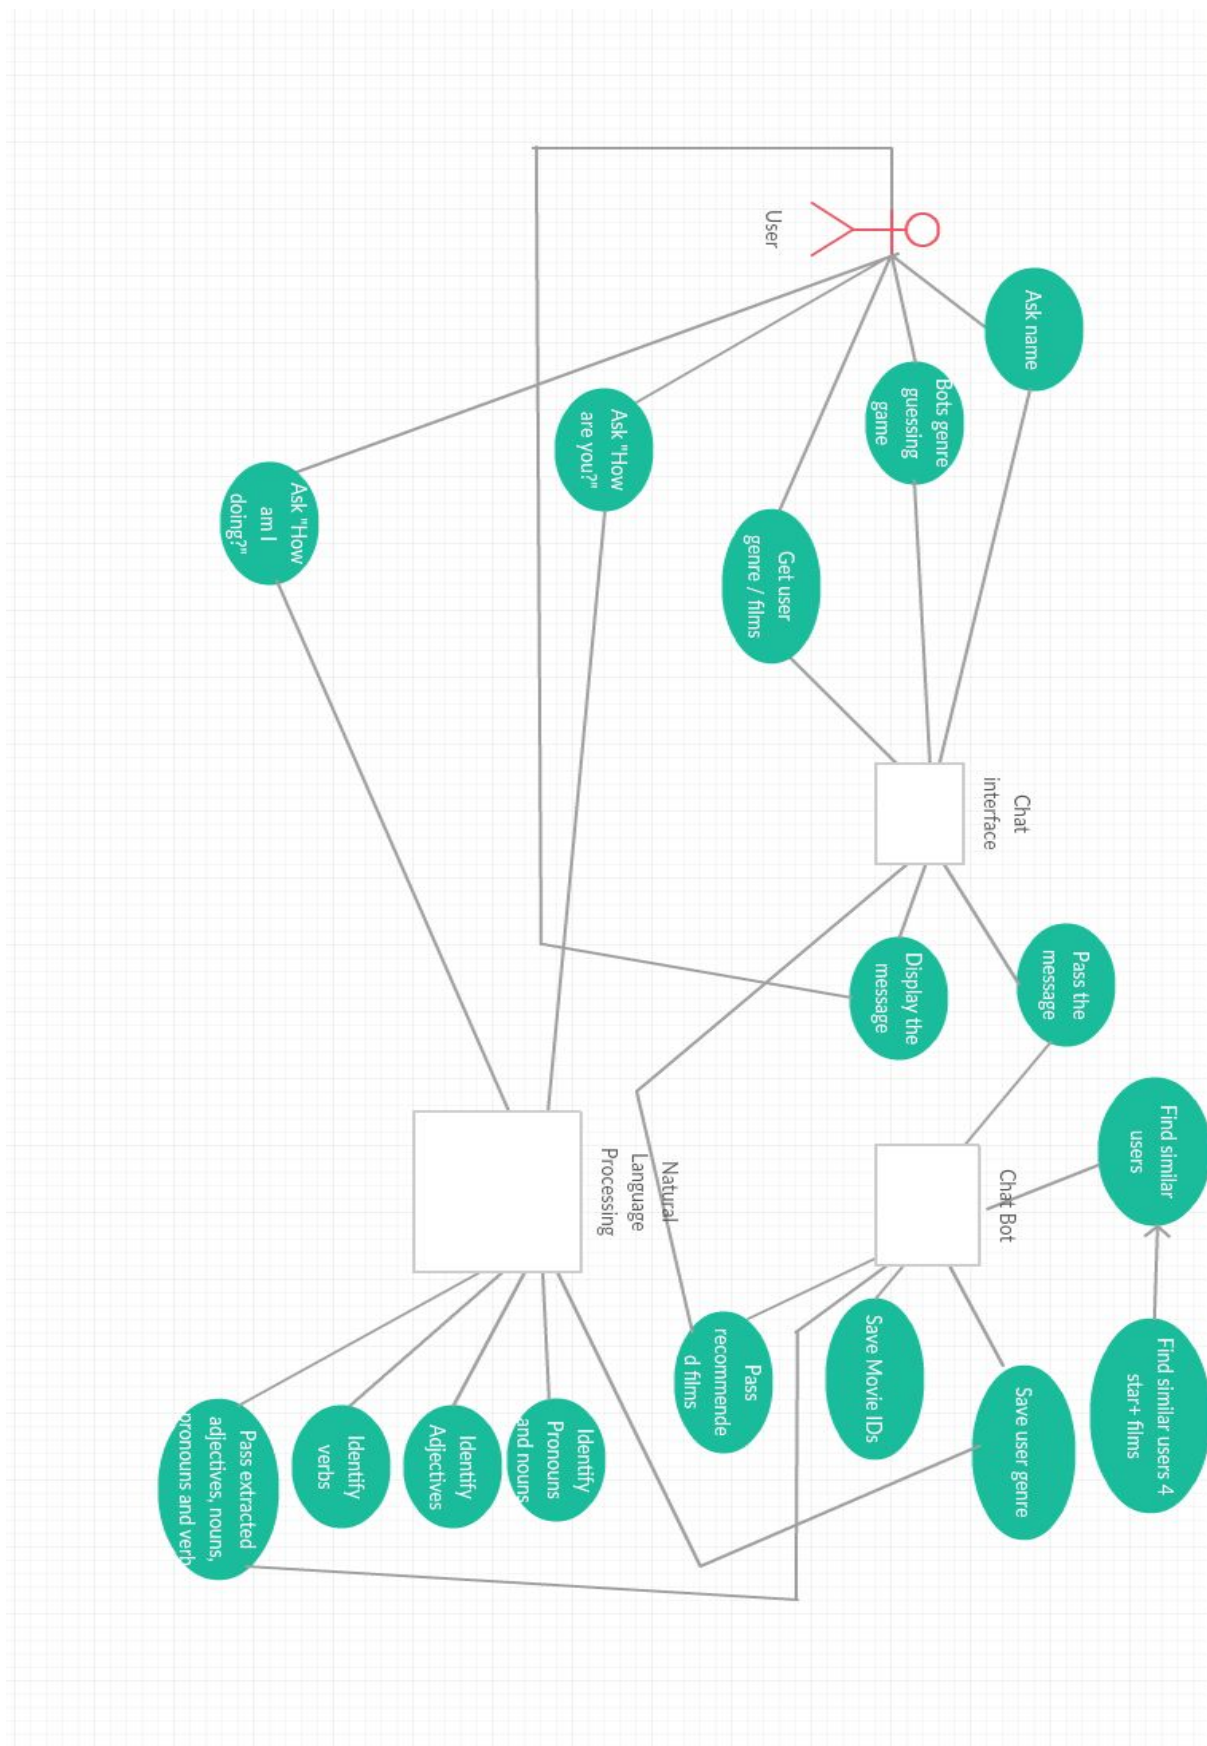 User
Ask name
Bots genre
guessing
game
Get user
genre / films
Ask "How
are you?"
Ask "How
am I
doing?"
Chat
interface
Pass the
message
Display the
message
Find similar
users
Find similar users 4
star+ films
Chat Bot
Save user genre
Save Movie IDs
Pass
recommende
d films
Natural
Language
Processing
Identify
Pronouns
and nouns
Identify
Adjectives
Identify
verbs
Pass extracted
adjectives, nouns,
pronouns and verb